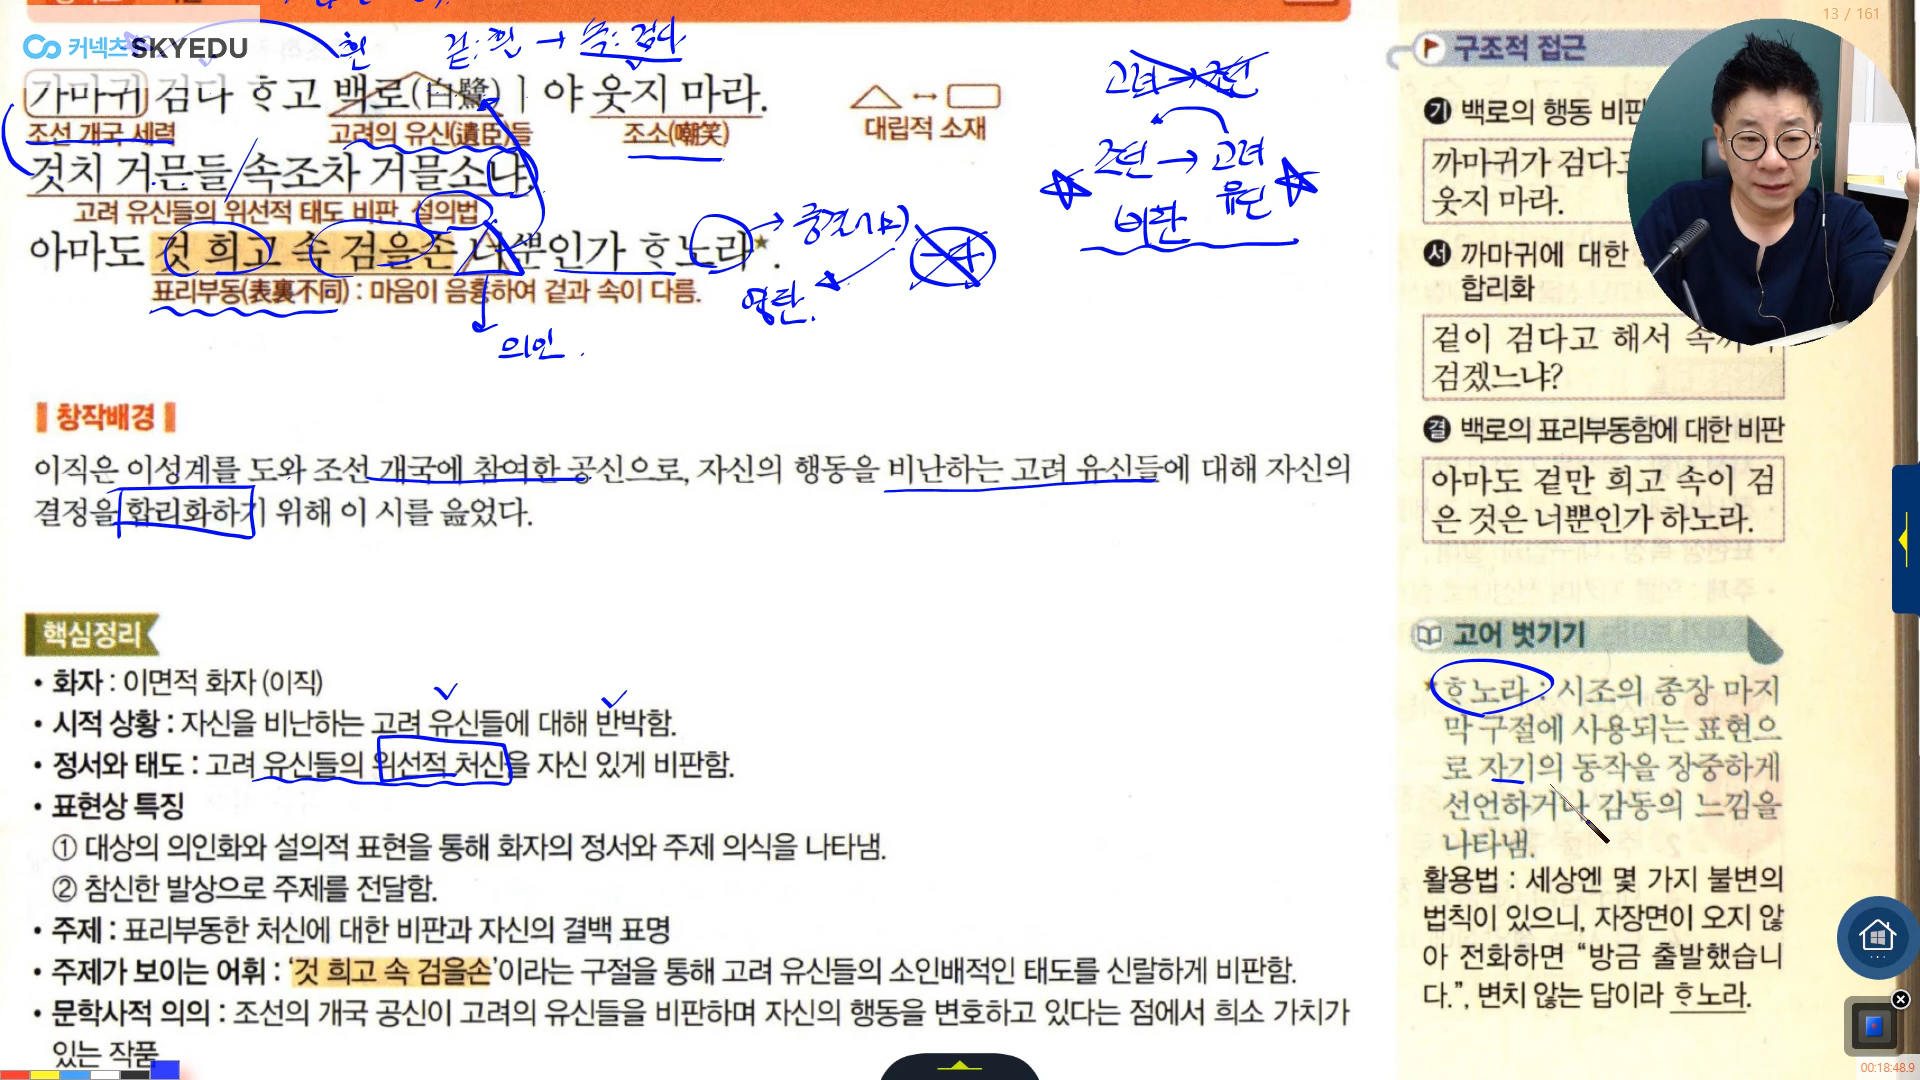 13 / 161
커넥츠 SKYEDU
흰
겉: 흰 → 속: 검다
가마귀 검다 ᄒᆞ고 백로(白鷺)ㅣ야 웃지 마라.
조선 개국 세력 고려의 유신(遺臣)들 조소(嘲笑)
대립적 소재
것치 거믄들 속조차 거믈소냐.
고려 유신들의 위선적 태도 비판, 설의법
아마도 것 희고 속 검을손 너뿐인가 ᄒᆞ노라★.
표리부동(表裏不同) : 마음이 음흉하여 겉과 속이 다름.
고려→조선
조선 → 고려
유신
비판
영탄.
의인.
창작배경
이직은 이성계를 도와 조선 개국에 참여한 공신으로, 자신의 행동을 비난하는 고려 유신들에 대해 자신의
결정을 합리화하기 위해 이 시를 읊었다.
핵심정리
• 화자 : 이면적 화자 (이직)
• 시적 상황 : 자신을 비난하는 고려 유신들에 대해 반박함.
• 정서와 태도 : 고려 유신들의 위선적 처신을 자신 있게 비판함.
• 표현상 특징
① 대상의 의인화와 설의적 표현을 통해 화자의 정서와 주제 의식을 나타냄.
② 참신한 발상으로 주제를 전달함.
• 주제 : 표리부동한 처신에 대한 비판과 자신의 결백 표명
• 주제가 보이는 어휘 : '것 희고 속 검을손'이라는 구절을 통해 고려 유신들의 소인배적인 태도를 신랄하게 비판함.
• 문학사적 의의 : 조선의 개국 공신이 고려의 유신들을 비판하며 자신의 행동을 변호하고 있다는 점에서 희소 가치가
있는 작품
구조적 접근
기 백로의 행동 비판
까마귀가 검다고
웃지 마라.
서 까마귀에 대한
합리화
겉이 검다고 해서 속까지
검겠느냐?
결 백로의 표리부동함에 대한 비판
아마도 겉만 희고 속이 검
은 것은 너뿐인가 하노라.
고어 벗기기
★ᄒᆞ노라 : 시조의 종장 마지
막 구절에 사용되는 표현으
로 자기의 동작을 장중하게
선언하거나 감동의 느낌을
나타냄.
활용법 : 세상엔 몇 가지 불변의
법칙이 있으니, 자장면이 오지 않
아 전화하면 "방금 출발했습니
다.", 변치 않는 답이라 ᄒᆞ노라.
00:18:48.9